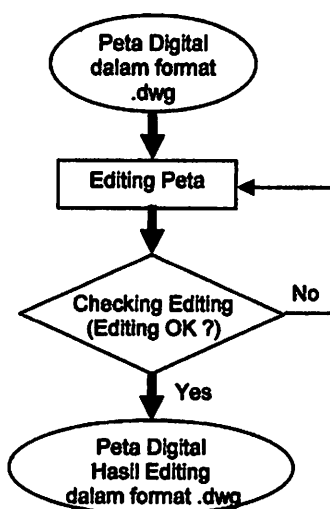 Peta Digital
dalam format
.dwg
Editing Peta
Checking Editing
(Editing OK ?)
No
Yes
Peta Digital
Hasil Editing
dalam format .dwg